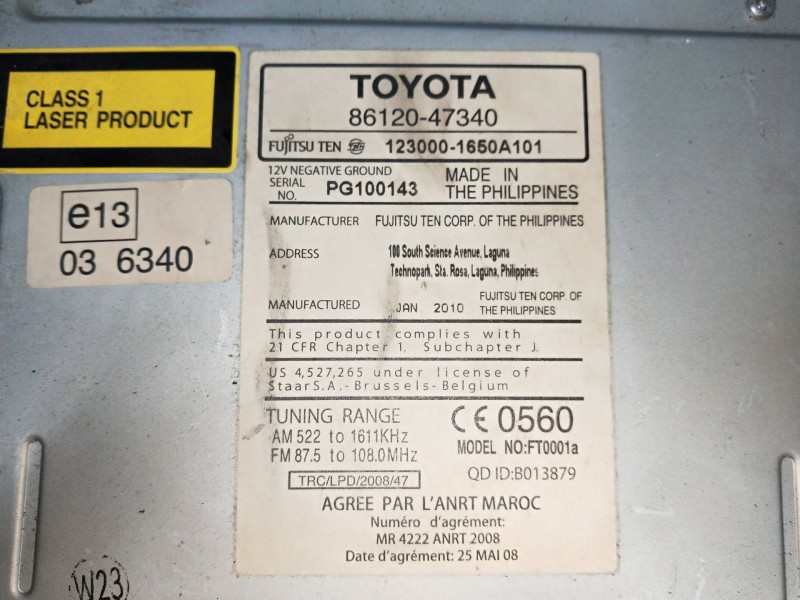 CLASS 1
LASER PRODUCT
e13
03 6340
TOYOTA
86120-47340
FUJITSU TEN 123000-1650A101
12V NEGATIVE GROUND
SERIAL NO. PG100143
MADE IN THE PHILIPPINES
MANUFACTURER FUJITSU TEN CORP. OF THE PHILIPPINES
ADDRESS 100 South Science Avenue, Laguna
Technopark, Sta. Rosa, Laguna, Philippines
MANUFACTURED JAN 2010 FUJITSU TEN CORP. OF THE PHILIPPINES
This product complies with
21 CFR Chapter 1. Subchapter J.
US 4,527,265 under license of
StaarS.A.-Brussels-Belgium
TUNING RANGE
AM 522 to 1611KHz
FM 87.5 to 108.0MHz
CE 0560
MODEL NO:FT0001a
TRC/LPD/2008/47
QD ID:B013879
AGREE PAR L'ANRT MAROC
Numéro d'agrément:
MR 4222 ANRT 2008
Date d'agrément: 25 MAI 08
W23